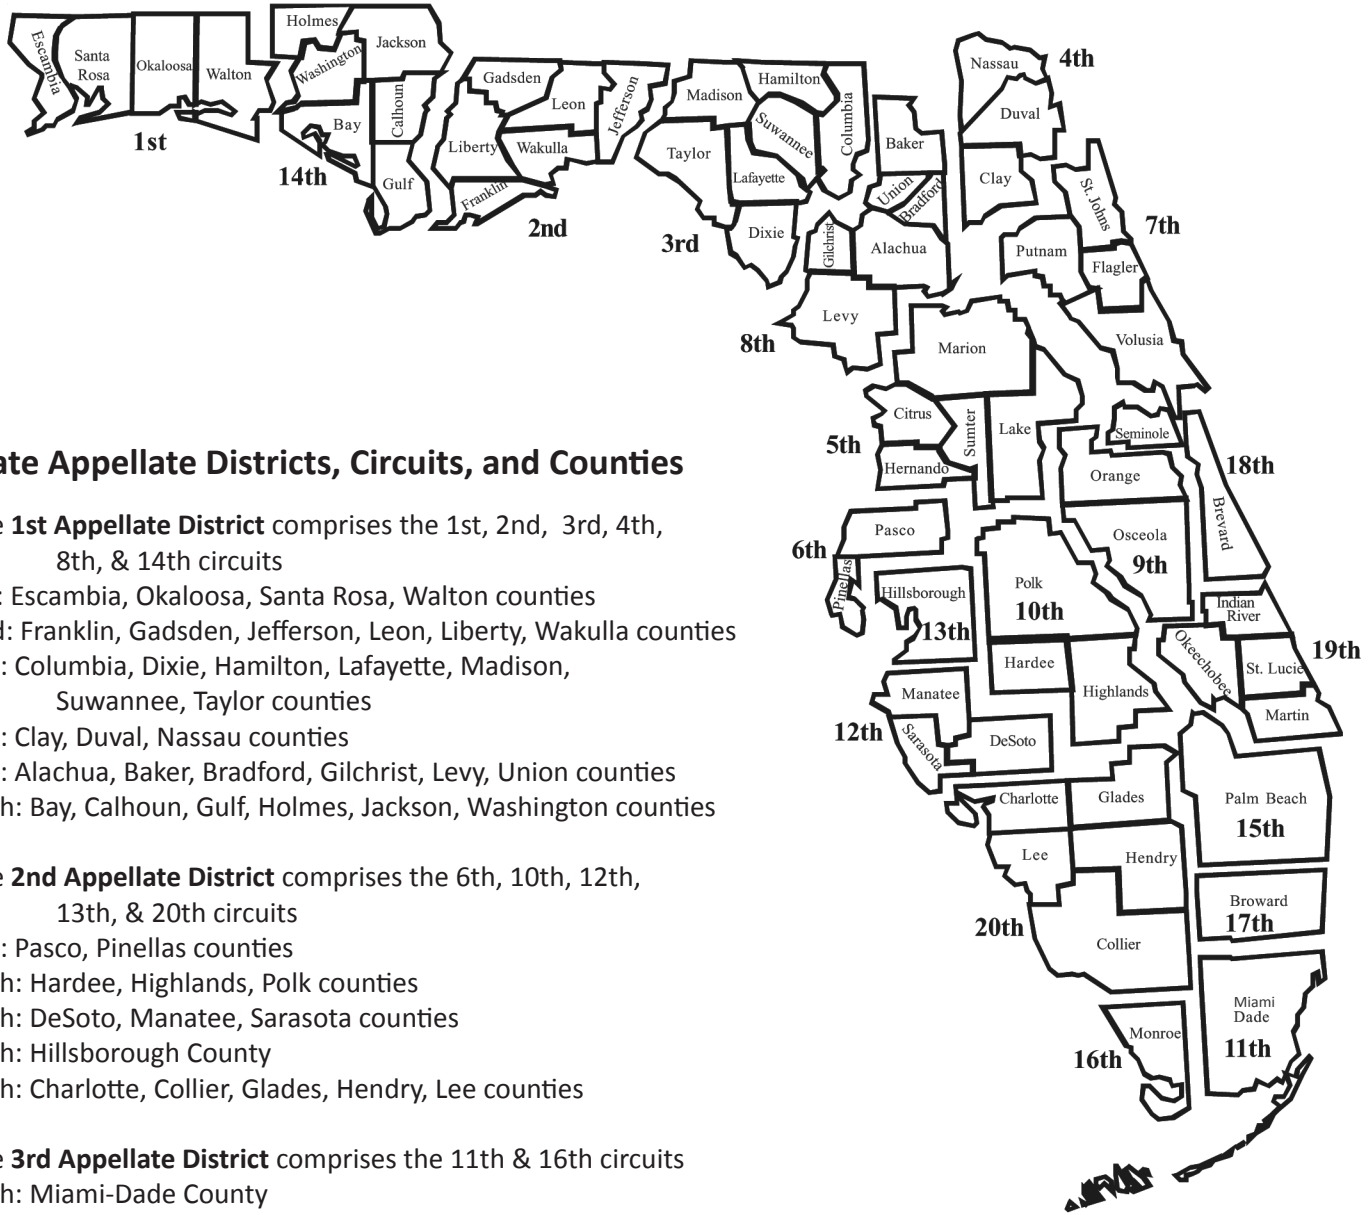 Holmes
Jackson
Escambia
Santa
Rosa
Okaloosa
Walton
Washington
Calhoun
Bay
Gulf
1st
14th
Gadsden
Leon
Jefferson
Liberty
Wakulla
Franklin
2nd
Madison
Hamilton
Columbia
Taylor
Suwannee
Lafayette
Dixie
3rd
Nassau
4th
Duval
Clay
Baker
Union
Bradford
Gilchrist
Alachua
Levy
8th
St. Johns
Putnam
Flagler
Volusia
7th
Marion
Citrus
Sumter
Lake
Hernando
5th
Seminole
Orange
Osceola
9th
Brevard
18th
Pasco
Pinellas
6th
Hillsborough
13th
Polk
10th
Hardee
Highlands
Indian
River
Okeechobee
St. Lucie
Martin
19th
Manatee
Sarasota
DeSoto
12th
Charlotte
Glades
Lee
Hendry
Collier
20th
Palm Beach
15th
Broward
17th
Monroe
16th
Miami
Dade
11th
ate Appellate Districts, Circuits, and Counties
e 1st Appellate District comprises the 1st, 2nd, 3rd, 4th,
8th, & 14th circuits
: Escambia, Okaloosa, Santa Rosa, Walton counties
d: Franklin, Gadsden, Jefferson, Leon, Liberty, Wakulla counties
: Columbia, Dixie, Hamilton, Lafayette, Madison,
Suwannee, Taylor counties
: Clay, Duval, Nassau counties
: Alachua, Baker, Bradford, Gilchrist, Levy, Union counties
h: Bay, Calhoun, Gulf, Holmes, Jackson, Washington counties
e 2nd Appellate District comprises the 6th, 10th, 12th,
13th, & 20th circuits
: Pasco, Pinellas counties
h: Hardee, Highlands, Polk counties
h: DeSoto, Manatee, Sarasota counties
h: Hillsborough County
h: Charlotte, Collier, Glades, Hendry, Lee counties
e 3rd Appellate District comprises the 11th & 16th circuits
h: Miami-Dade County